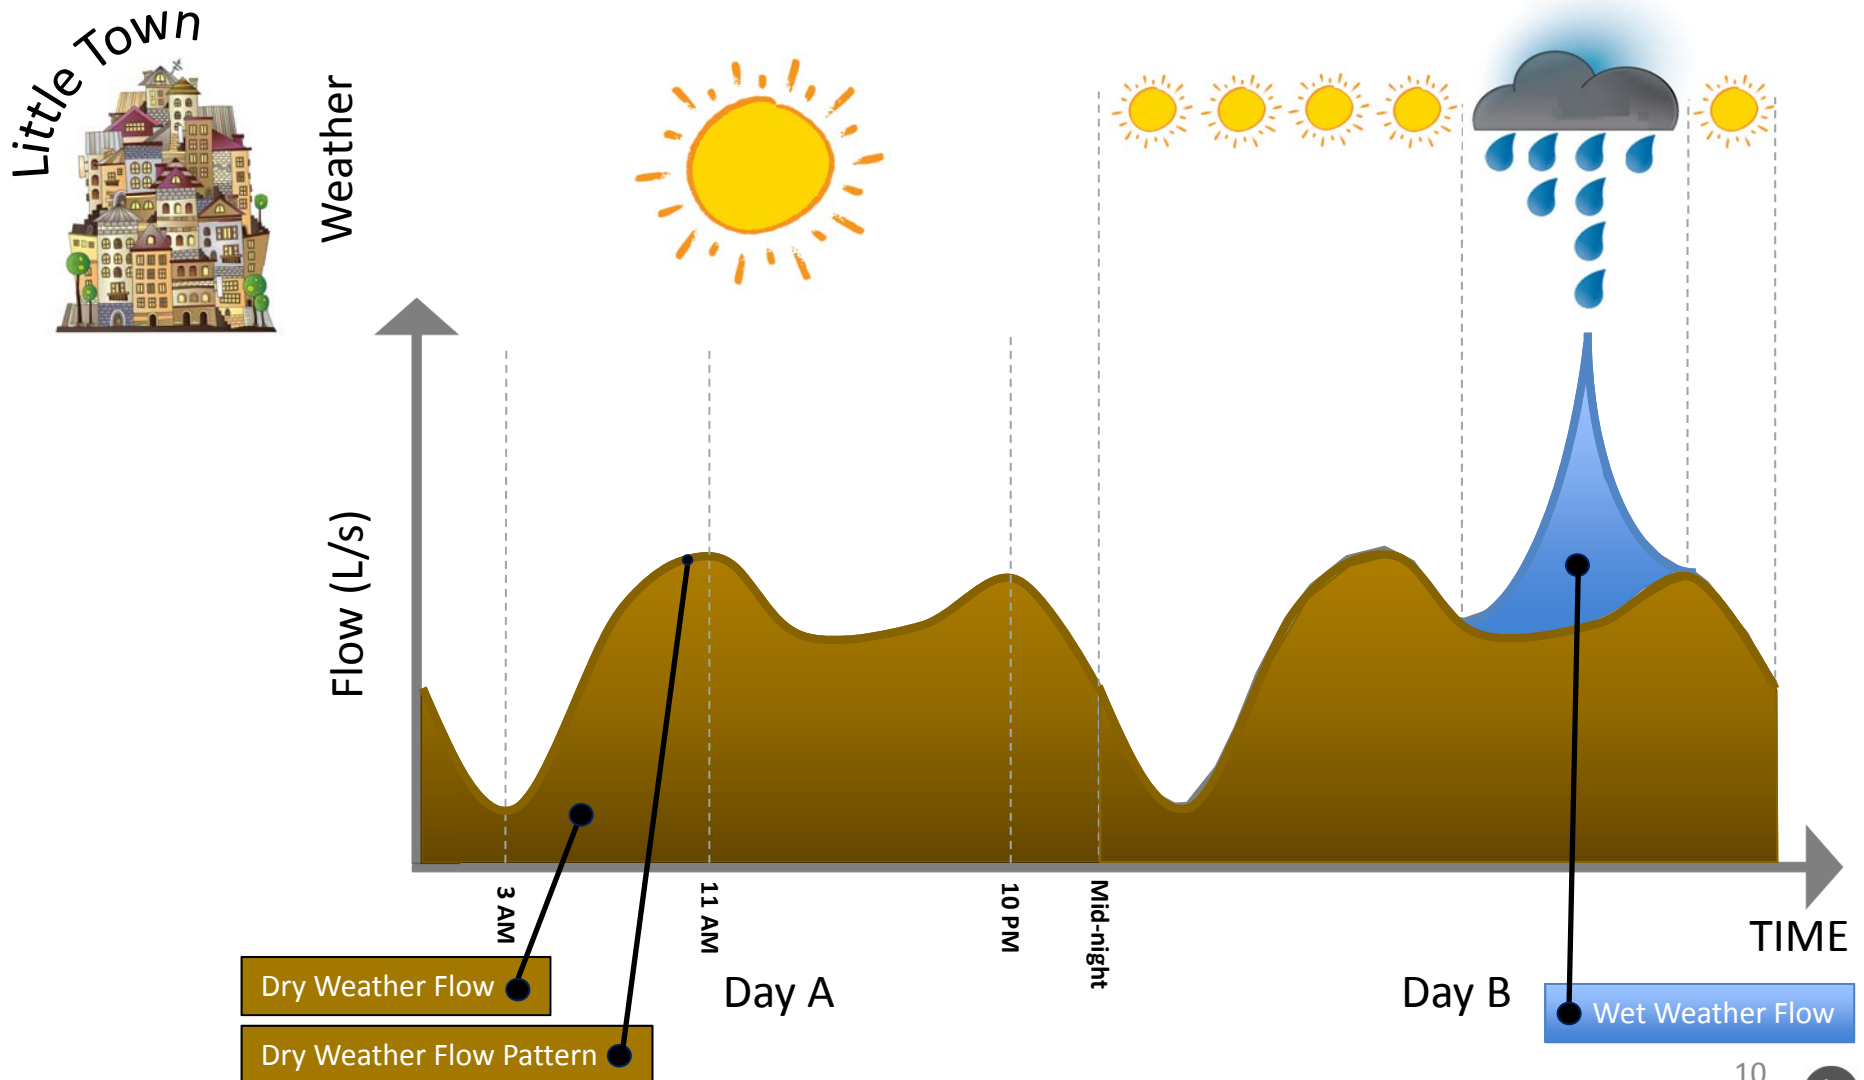 Little Town
Weather
Flow (L/s)
3 AM
11 AM
10 PM
Mid-night
TIME
Day A
Day B
Dry Weather Flow
Wet Weather Flow
Dry Weather Flow Pattern
10